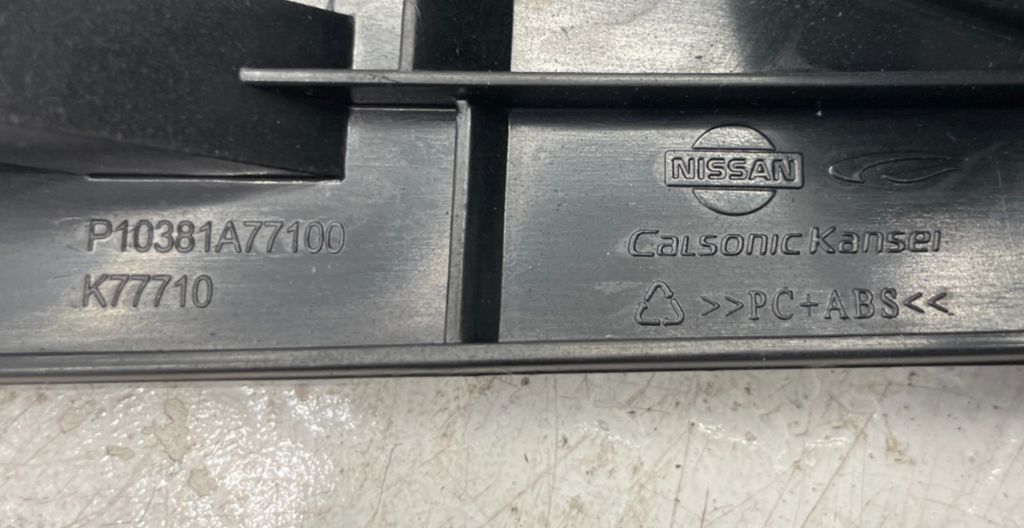 P10381A77100
K77710
NISSAN
CalsonicKansei
>>PC+ABS<<